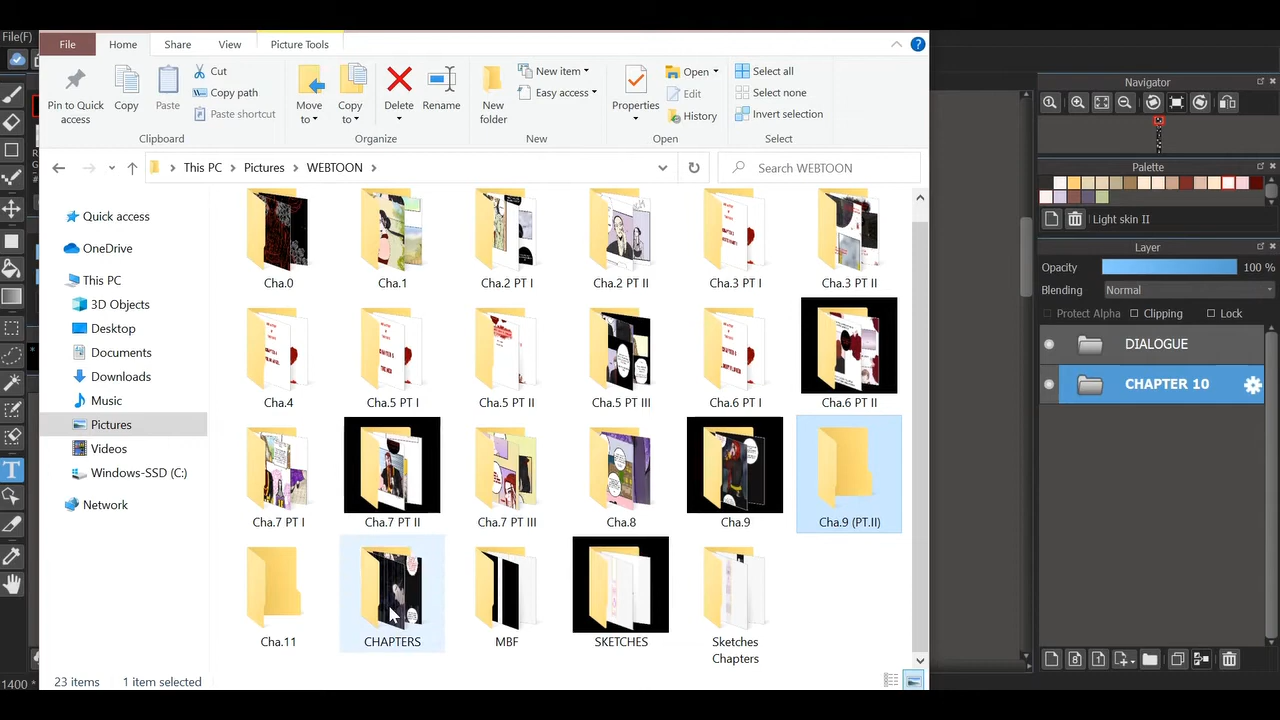 File(F)
File
Home
Share
View
Picture Tools
Pin to Quick access
Copy
Paste
Cut
Copy path
Paste shortcut
Clipboard
Move to
Copy to
Delete
Rename
Organize
New folder
New item
Easy access
New
Properties
Open
Edit
History
Open
Select all
Select none
Invert selection
Select
This PC
Pictures
WEBTOON
Search WEBTOON
Quick access
OneDrive
This PC
3D Objects
Desktop
Documents
Downloads
Music
Pictures
Videos
Windows-SSD (C:)
Network
Cha.0
Cha.1
Cha.2 PT I
Cha.2 PT II
Cha.3 PT I
Cha.3 PT II
Cha.4
Cha.5 PT I
Cha.5 PT II
Cha.5 PT III
Cha.6 PT I
Cha.6 PT II
Cha.7 PT I
Cha.7 PT II
Cha.7 PT III
Cha.8
Cha.9
Cha.9 (PT.II)
Cha.11
CHAPTERS
MBF
SKETCHES
Sketches
Chapters
23 items
1 item selected
1400 *
Navigator
Palette
Light skin II
Layer
Opacity
100 %
Blending
Normal
Protect Alpha
Clipping
Lock
DIALOGUE
CHAPTER 10